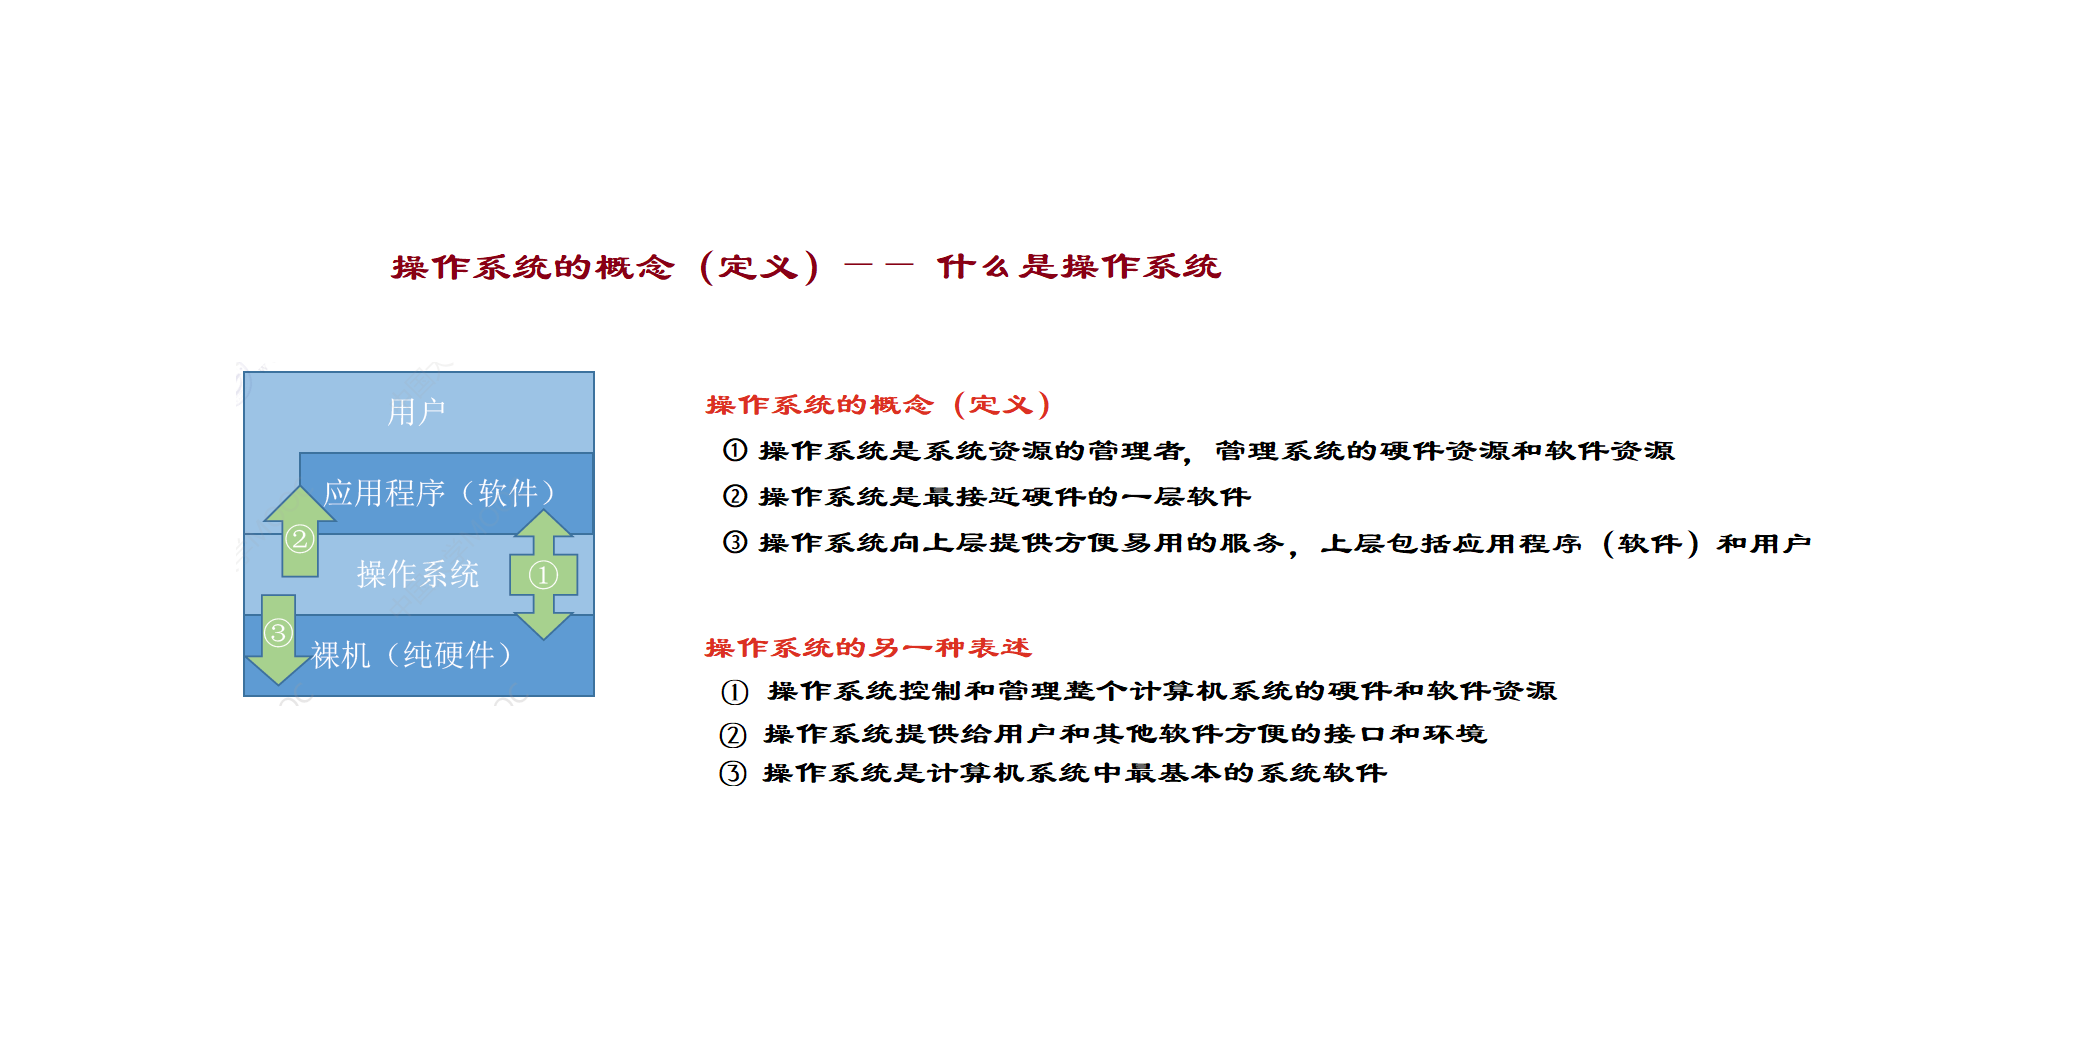 操作系统的概念（定义）—— 什么是操作系统
用户
应用程序（软件）
②
操作系统
①
③
裸机（纯硬件）
操作系统的概念（定义）
① 操作系统是系统资源的管理者，管理系统的硬件资源和软件资源
② 操作系统是最接近硬件的一层软件
③ 操作系统向上层提供方便易用的服务，上层包括应用程序（软件）和用户
操作系统的另一种表述
① 操作系统控制和管理整个计算机系统的硬件和软件资源
② 操作系统提供给用户和其他软件方便的接口和环境
③ 操作系统是计算机系统中最基本的系统软件